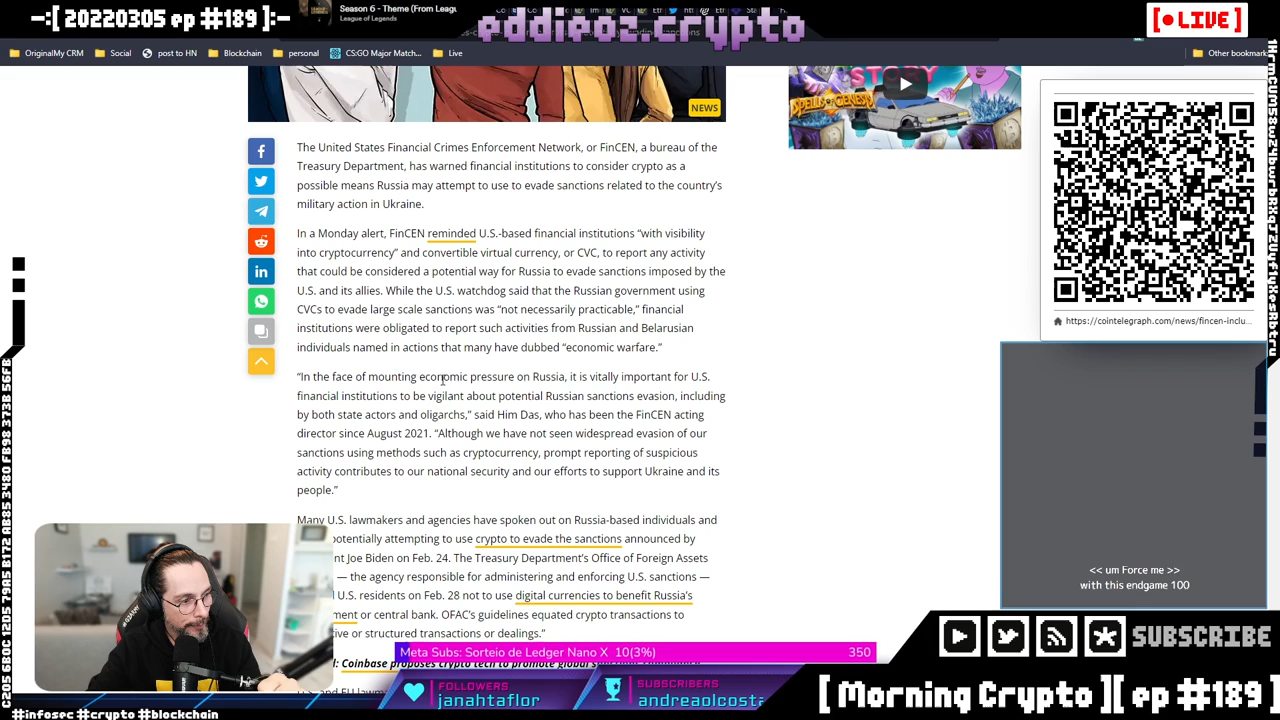 -:[ 20220305 ep #189 ]:-
Season 6 - Theme (From Leagu
League of Legends
eddieoz.crypto
[ LIVE ]
OriginalMy CRM
Social
post to HN
Blockchain
personal
CS:GO Major Match...
Live
Other bookmark
NEWS
STORY
SPELLS OF GENESIS
The United States Financial Crimes Enforcement Network, or FinCEN, a bureau of the
Treasury Department, has warned financial institutions to consider crypto as a
possible means Russia may attempt to use to evade sanctions related to the country's
military action in Ukraine.
In a Monday alert, FinCEN reminded U.S.-based financial institutions “with visibility
into cryptocurrency” and convertible virtual currency, or CVC, to report any activity
that could be considered a potential way for Russia to evade sanctions imposed by the
U.S. and its allies. While the U.S. watchdog said that the Russian government using
CVCs to evade large scale sanctions was “not necessarily practicable,” financial
institutions were obligated to report such activities from Russian and Belarusian
individuals named in actions that many have dubbed “economic warfare.”
“In the face of mounting economic pressure on Russia, it is vitally important for U.S.
financial institutions to be vigilant about potential Russian sanctions evasion, including
by both state actors and oligarchs,” said Him Das, who has been the FinCEN acting
director since August 2021. “Although we have not seen widespread evasion of our
sanctions using methods such as cryptocurrency, prompt reporting of suspicious
activity contributes to our national security and our efforts to support Ukraine and its
people.”
Many U.S. lawmakers and agencies have spoken out on Russia-based individuals and
potentially attempting to use crypto to evade the sanctions announced by
nt Joe Biden on Feb. 24. The Treasury Department's Office of Foreign Assets
— the agency responsible for administering and enforcing U.S. sanctions —
U.S. residents on Feb. 28 not to use digital currencies to benefit Russia's
ment or central bank. OFAC's guidelines equated crypto transactions to
tive or structured transactions or dealings.”
Coinbase proposes crypto tech to promote global
https://cointelegraph.com/news/fincen-inclu...
<< um Force me >>
with this endgame 100
Meta Subs: Sorteio de Ledger Nano X 10(3%)
350
FOLLOWERS
janahtaflor
SUBSCRIBERS
andreaolcosta
SUBSCRIBE
[ Morning Crypto ][ ep #189 ]
#infosec #crypto #blockchain